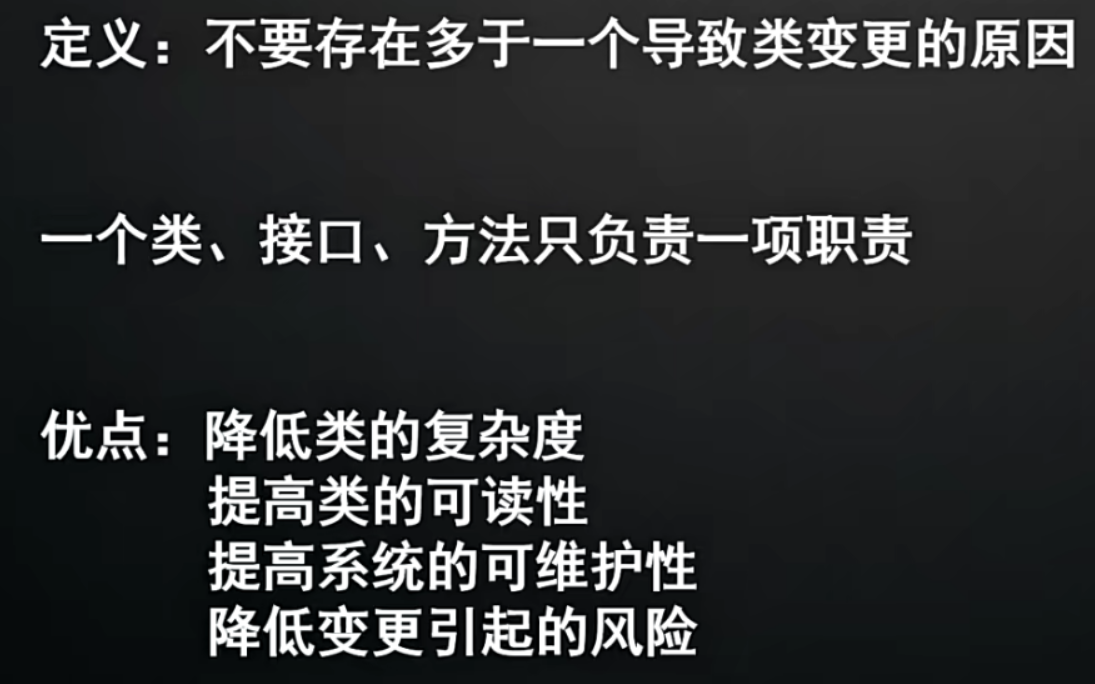 定义：不要存在多于一个导致类变更的原因
一个类、接口、方法只负责一项职责
优点：降低类的复杂度
提高类的可读性
提高系统的可维护性
降低变更引起的风险